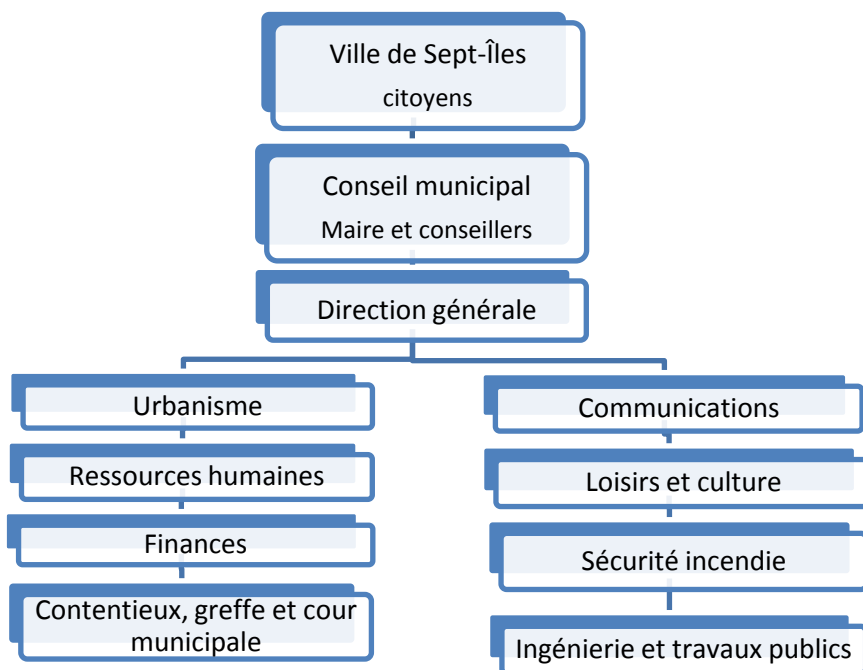 Ville de Sept-Îles
citoyens
Conseil municipal
Maire et conseillers
Direction générale
Urbanisme
Ressources humaines
Finances
Contentieux, greffe et cour
municipale
Communications
Loisirs et culture
Sécurité incendie
Ingénierie et travaux publics